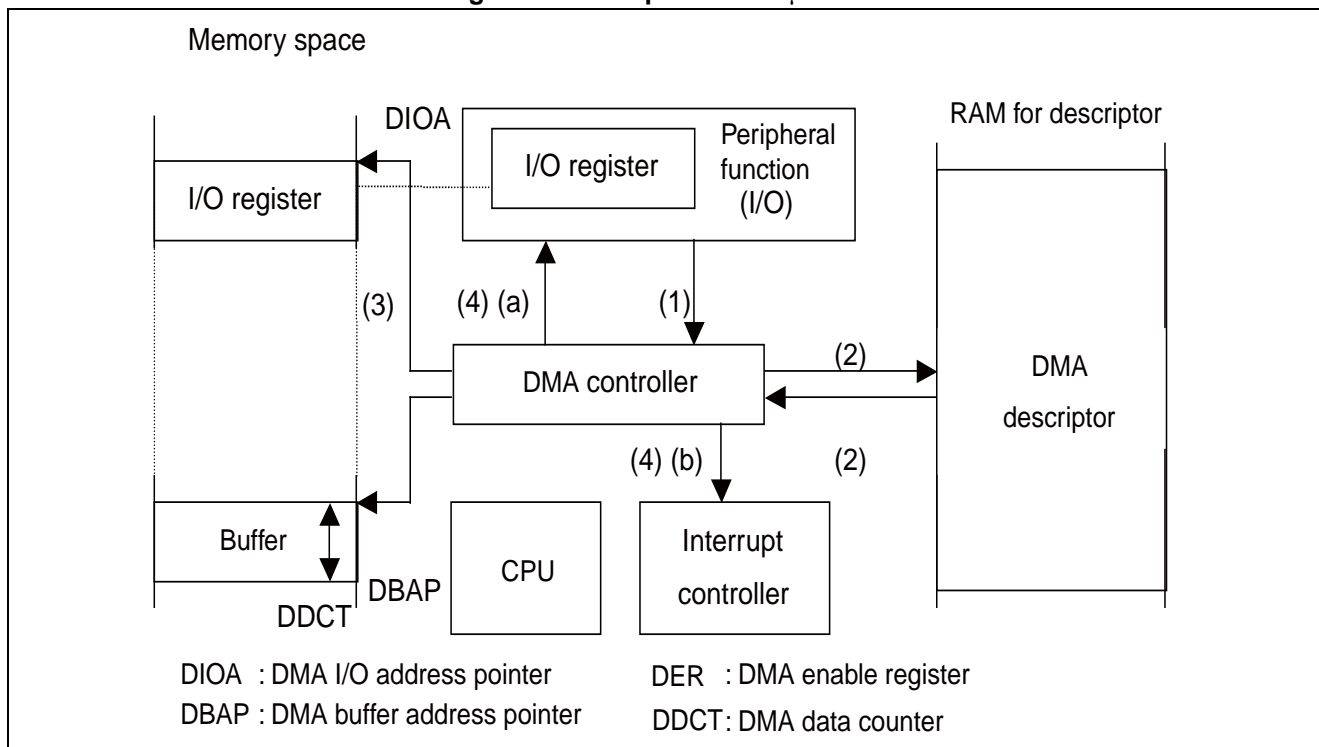 Memory space
DIOA
Peripheral
function
(I/O)
I/O register
RAM for descriptor
I/O register
(3)
(4) (a)
(1)
(2)
DMA controller
DMA
descriptor
(4) (b)
(2)
Buffer
CPU
Interrupt
controller
DBAP
DDCT
DIOA : DMA I/O address pointer
DER : DMA enable register
DBAP : DMA buffer address pointer
DDCT : DMA data counter